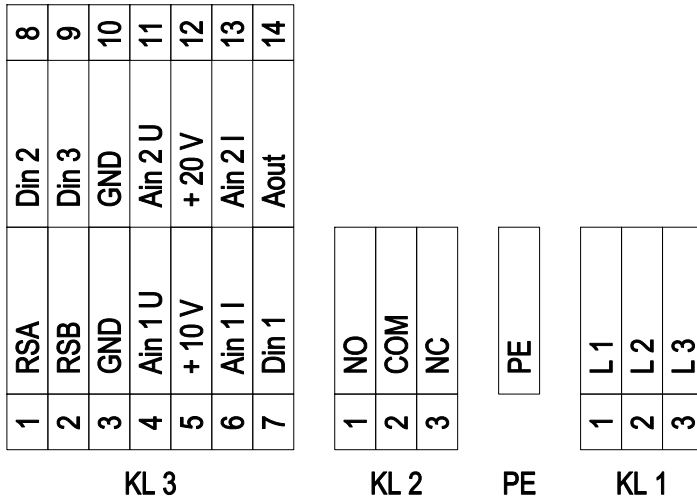 8 9 10 11 12 13 14
Din 2 Din 3 GND Ain 2 U + 20 V Ain 2 I Aout
RSA RSB GND Ain 1 U + 10 V Ain 1 I Din 1
1 2 3 4 5 6 7
KL 3
NO COM NC
1 2 3
KL 2
PE
PE
L 1 L 2 L 3
1 2 3
KL 1